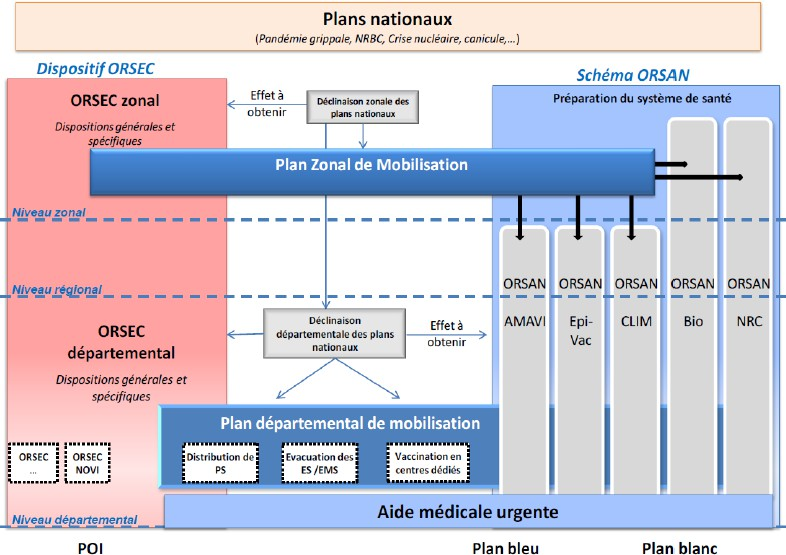 Plans nationaux
(Pandémie grippale, NRBC, Crise nucléaire, canicule,…)
Dispositif ORSEC
Schéma ORSAN
ORSEC zonal
Dispositions générales et
spécifiques
Effet à
obtenir
Déclinaison zonale des
plans nationaux
Préparation du système de santé
Plan Zonal de Mobilisation
Niveau zonal
Niveau régional
ORSAN
AMAVI
ORSAN
Epi-
Vac
ORSAN
CLIM
ORSAN
Bio
ORSAN
NRC
ORSEC
départemental
Dispositions générales et
spécifiques
Déclinaison
départementale des plans
nationaux
Effet à
obtenir
Plan départemental de mobilisation
ORSEC
…
ORSEC
NOVI
Distribution de
PS
Evacuation des
ES /EMS
Vaccination en
centres dédiés
Aide médicale urgente
Niveau départemental
POI
Plan bleu
Plan blanc